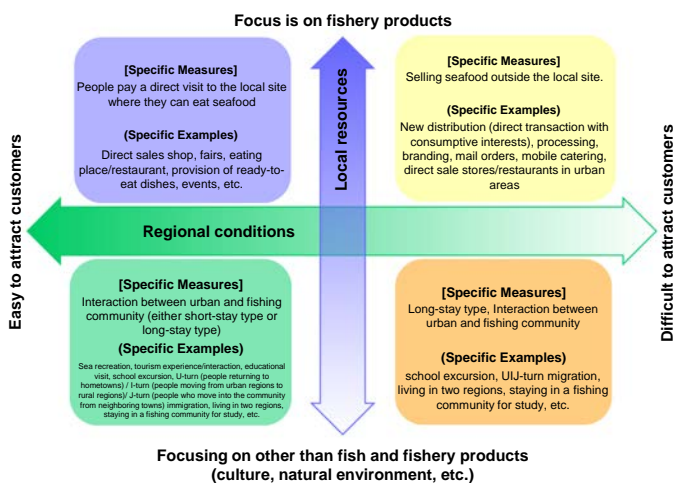 Focus is on fishery products
[Specific Measures]
People pay a direct visit to the local site
where they can eat seafood
(Specific Examples)
Direct sales shop, fairs, eating
place/restaurant, provision of ready-to-
eat dishes, events, etc.
Local resources
[Specific Measures]
Selling seafood outside the local site.
(Specific Examples)
New distribution (direct transaction with
consumptive interests), processing,
branding, mail orders, mobile catering,
direct sale stores/restaurants in urban
areas
Easy to attract customers
Regional conditions
Difficult to attract customers
[Specific Measures]
Interaction between urban and fishing
community (either short-stay type or
long-stay type)
(Specific Examples)
Sea recreation, tourism experience/interaction, educational
visit, school excursion, U-turn (people returning to
hometowns) / I-turn (people moving from urban regions to
rural regions)/ J-turn (people who move into the community
from neighboring towns) immigration, living in two regions,
staying in a fishing community for study, etc.
[Specific Measures]
Long-stay type, Interaction between
urban and fishing community
(Specific Examples)
school excursion, UIJ-turn migration,
living in two regions, staying in a fishing
community for study, etc.
Focusing on other than fish and fishery products
(culture, natural environment, etc.)